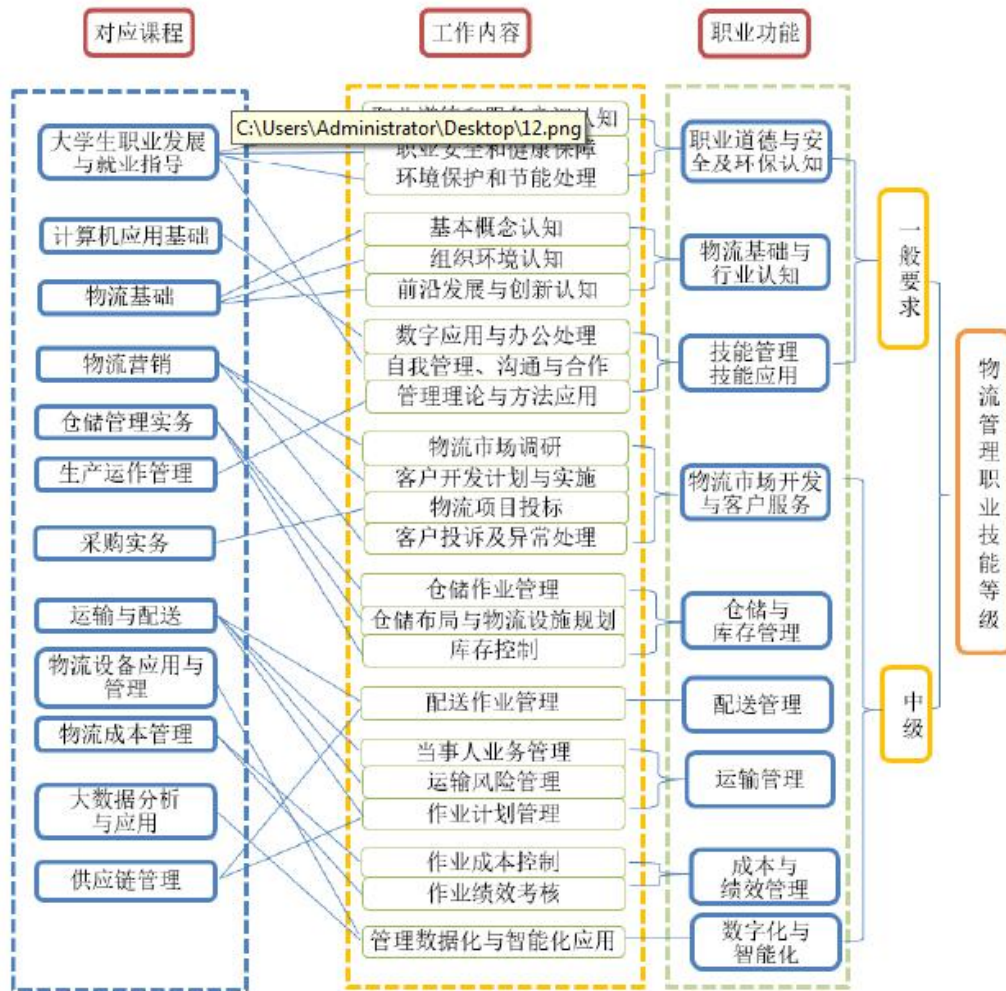 对应课程
工作内容
职业功能
大学生职业发展
与就业指导
计算机应用基础
物流基础
物流营销
仓储管理实务
生产运作管理
采购实务
运输与配送
物流设备应用与
管理
物流成本管理
大数据分析
与应用
供应链管理
认知
C:\Users\Administrator\Desktop\12.png
职业安全和健康保障
环境保护和节能处理
基本概念认知
组织环境认知
前沿发展与创新认知
数字应用与办公处理
自我管理、沟通与合作
管理理论与方法应用
物流市场调研
客户开发计划与实施
物流项目投标
客户投诉及异常处理
仓储作业管理
仓储布局与物流设施规划
库存控制
配送作业管理
当事人业务管理
运输风险管理
作业计划管理
作业成本控制
作业绩效考核
管理数据化与智能化应用
职业道德与安
全及环保认知
物流基础与
行业认知
技能管理
技能应用
物流市场开发
与客户服务
仓储与
库存管理
配送管理
运输管理
成本与
绩效管理
数字化与
智能化
一般要求
中级
物流管理职业技能等级